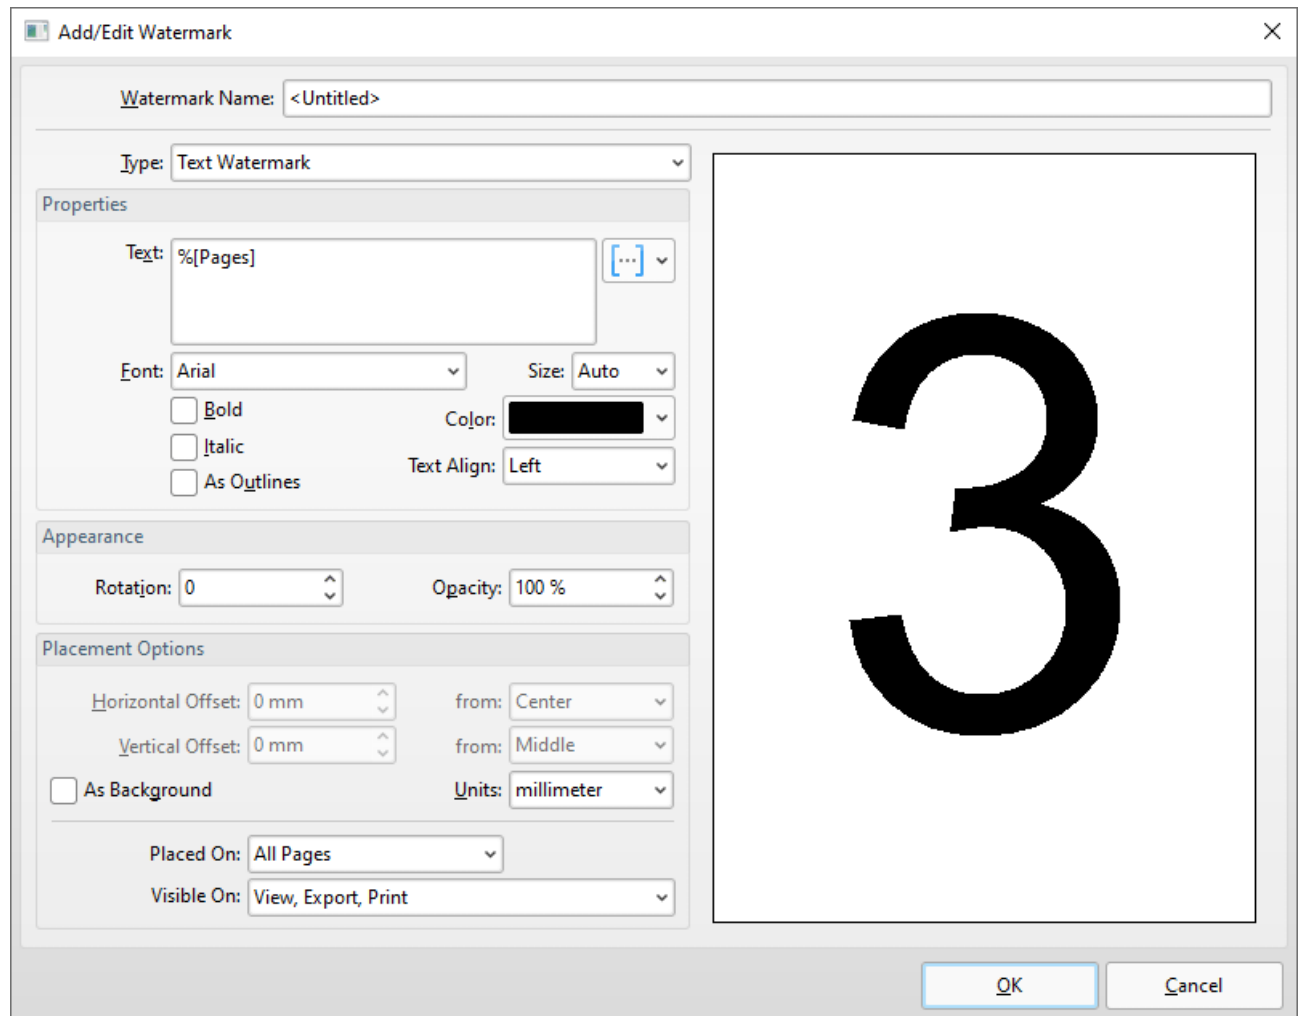 Add/Edit Watermark
Watermark Name: <Untitled>
Type: Text Watermark
Properties
Text: %[Pages]
Font: Arial Size: Auto
Bold
Color:
Italic
Text Align: Left
As Outlines
Appearance
Rotation: 0 Opacity: 100 %
Placement Options
Horizontal Offset: 0 mm from: Center
Vertical Offset: 0 mm from: Middle
As Background Units: millimeter
Placed On: All Pages
Visible On: View, Export, Print
3
OK Cancel